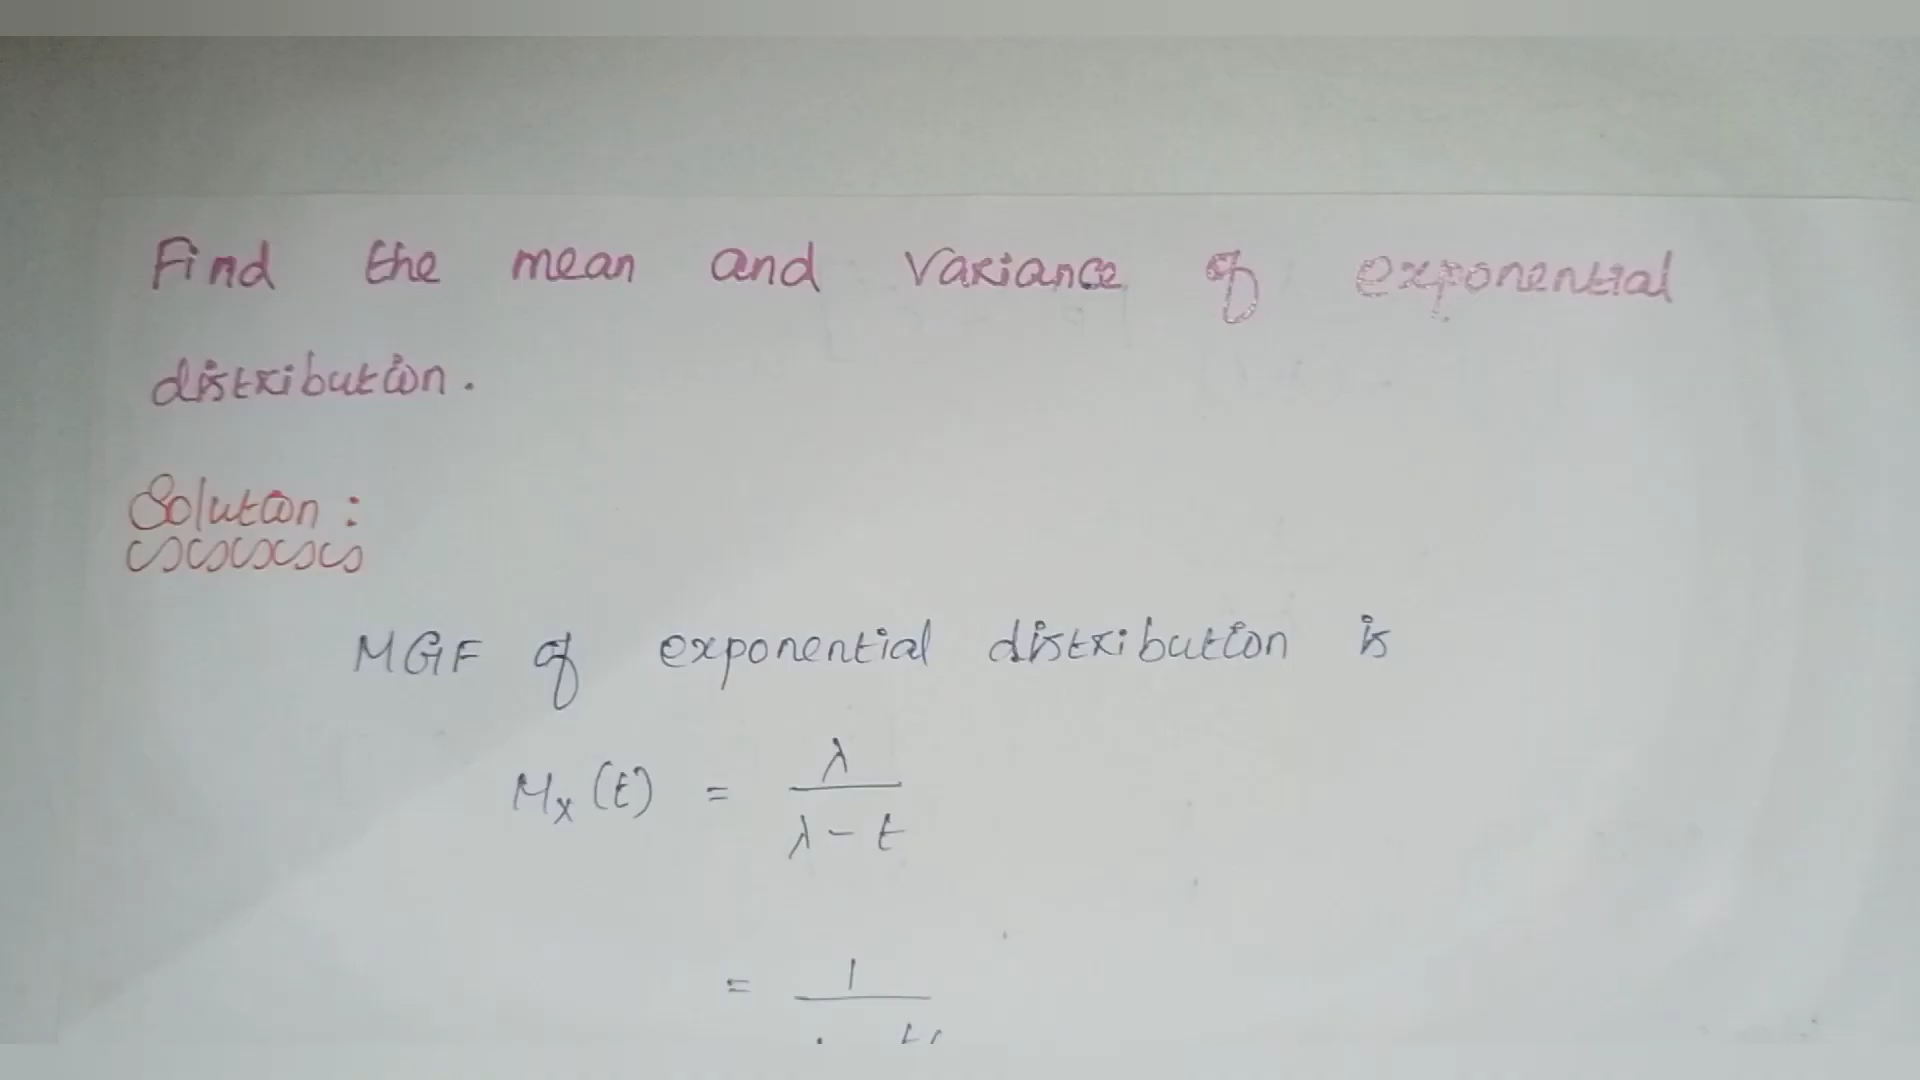 Find the mean and variance of exponential
distribution.
Solution :
MGF of exponential distribution is
Mx (t) = λ / λ - t
= 1